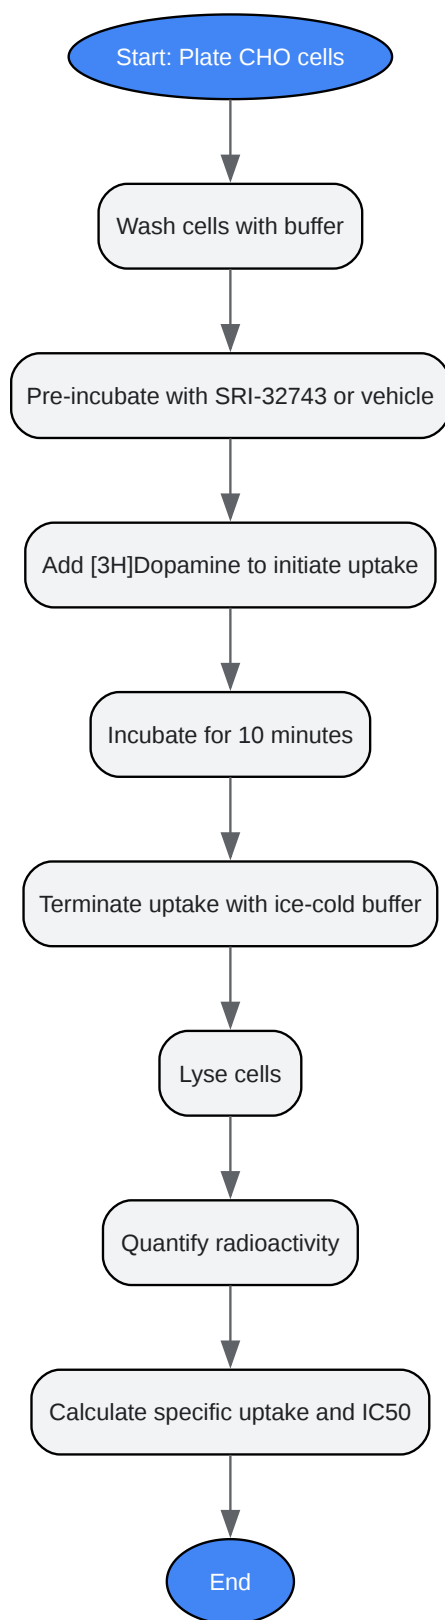 Start: Plate CHO cells
Wash cells with buffer
Pre-incubate with SRI-32743 or vehicle
Add [3H]Dopamine to initiate uptake
Incubate for 10 minutes
Terminate uptake with ice-cold buffer
Lyse cells
Quantify radioactivity
Calculate specific uptake and IC50
End